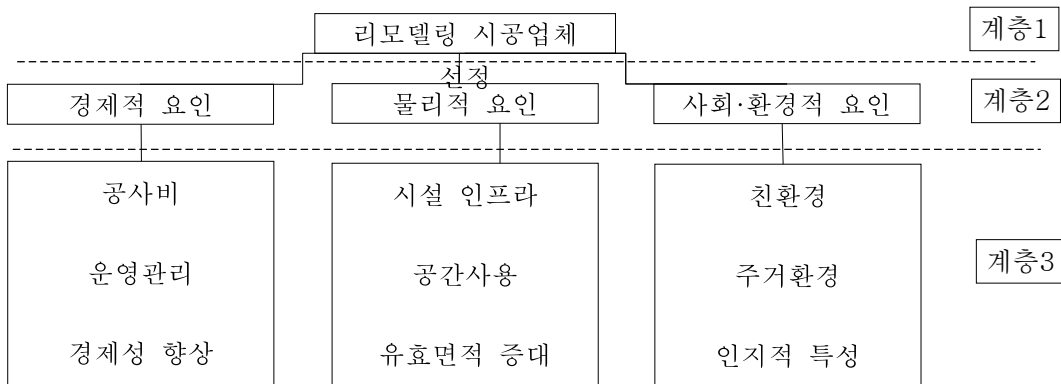 리모델링 시공업체
선정
계층1
경제적 요인
물리적 요인
사회·환경적 요인
계층2
공사비
운영관리
경제성 향상
시설 인프라
공간사용
유효면적 증대
친환경
주거환경
인지적 특성
계층3